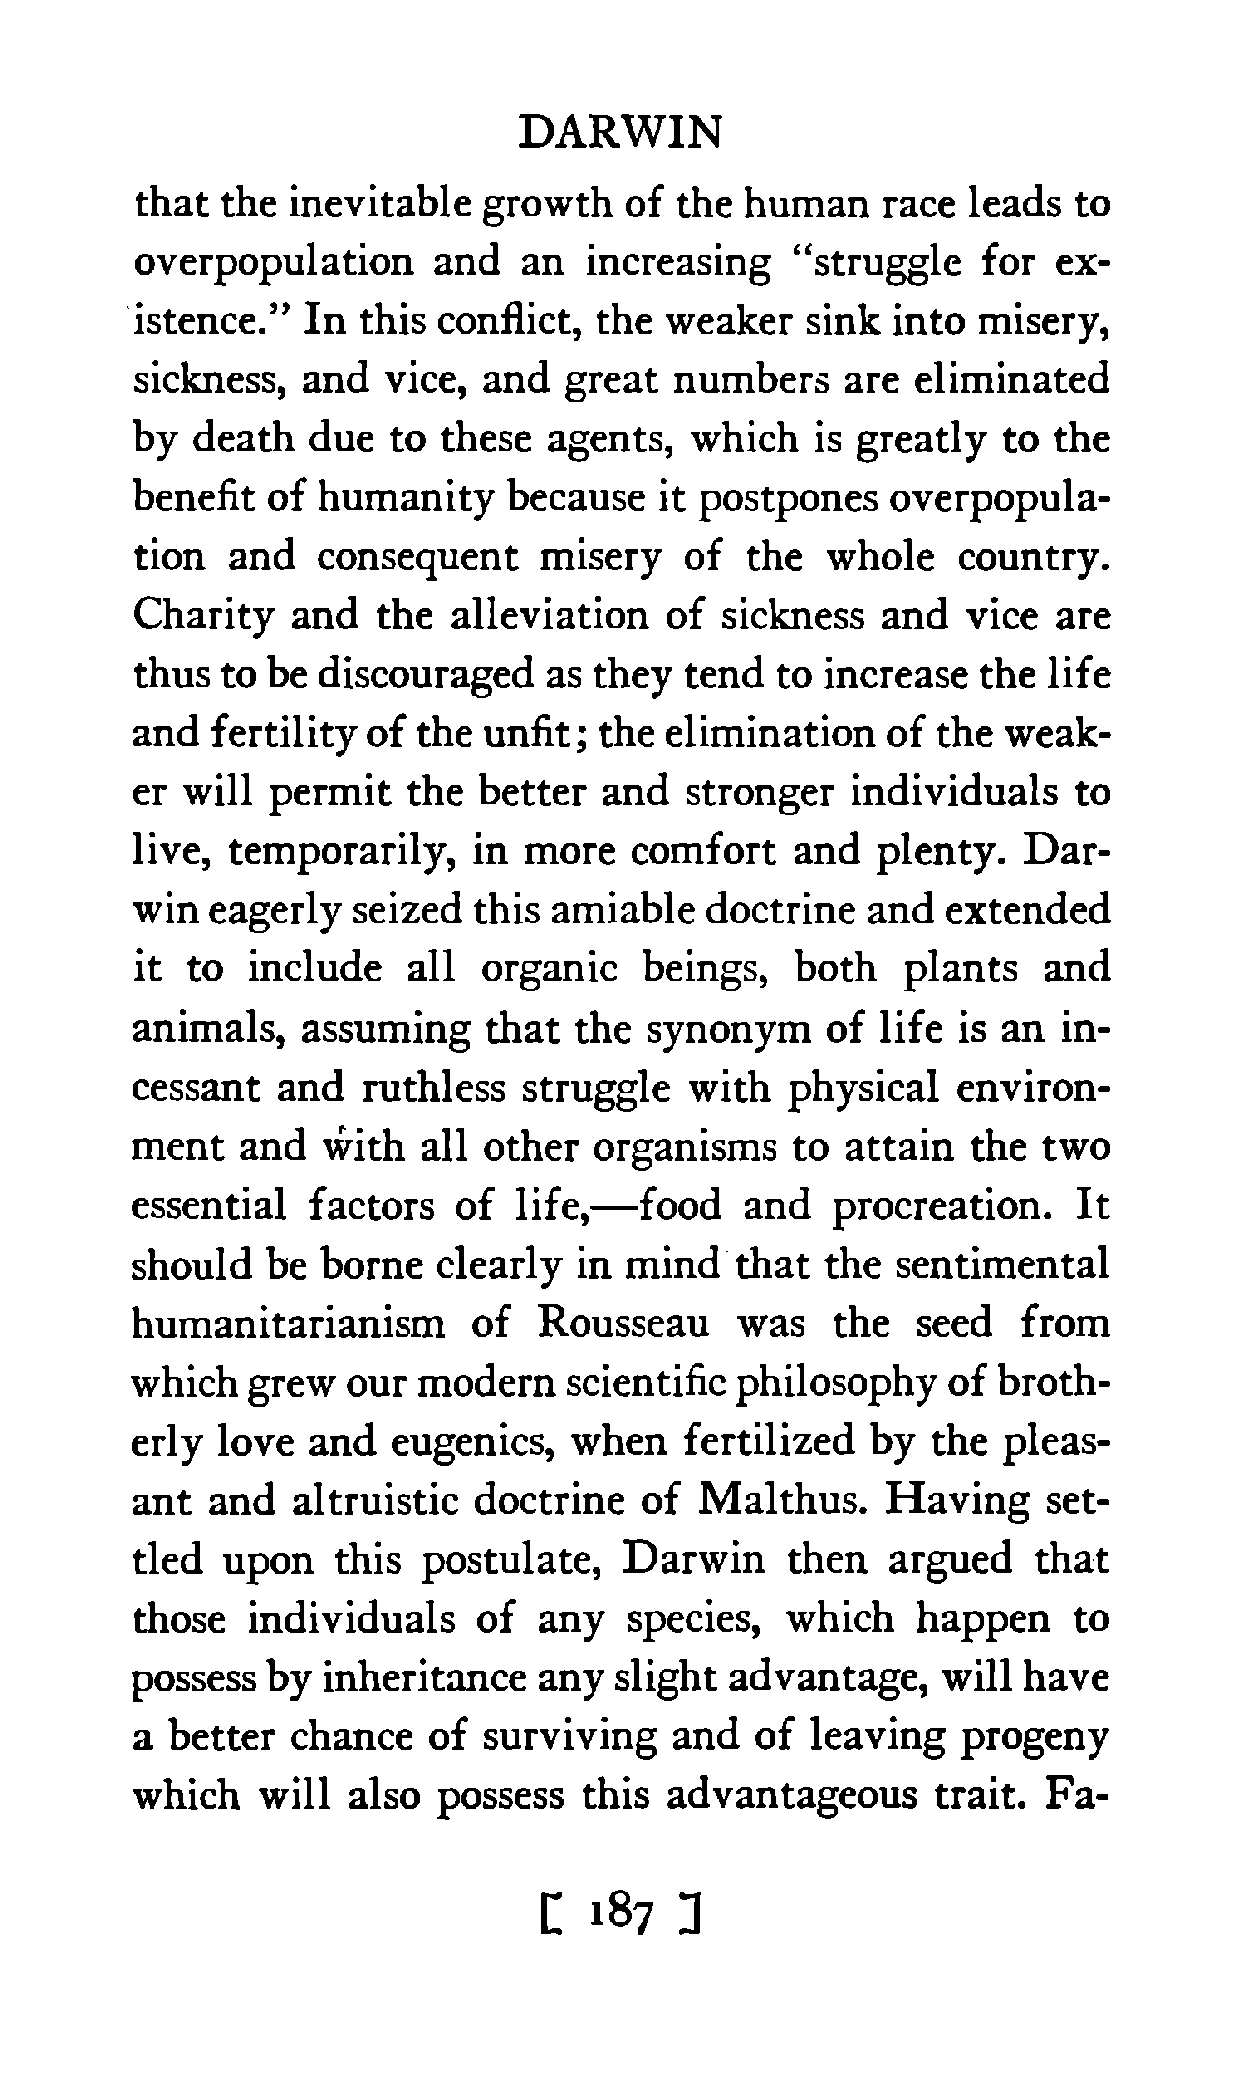 DARWIN
that the inevitable growth of the human race leads to
overpopulation and an increasing "struggle for ex-
istence." In this conflict, the weaker sink into misery,
sickness, and vice, and great numbers are eliminated
by death due to these agents, which is greatly to the
benefit of humanity because it postpones overpopula-
tion and consequent misery of the whole country.
Charity and the alleviation of sickness and vice are
thus to be discouraged as they tend to increase the life
and fertility of the unfit; the elimination of the weak-
er will permit the better and stronger individuals to
live, temporarily, in more comfort and plenty. Dar-
win eagerly seized this amiable doctrine and extended
it to include all organic beings, both plants and
animals, assuming that the synonym of life is an in-
cessant and ruthless struggle with physical environ-
ment and with all other organisms to attain the two
essential factors of life,—food and procreation. It
should be borne clearly in mind that the sentimental
humanitarianism of Rousseau was the seed from
which grew our modern scientific philosophy of broth-
erly love and eugenics, when fertilized by the pleas-
ant and altruistic doctrine of Malthus. Having set-
tled upon this postulate, Darwin then argued that
those individuals of any species, which happen to
possess by inheritance any slight advantage, will have
a better chance of surviving and of leaving progeny
which will also possess this advantageous trait. Fa-
[ 187 ]